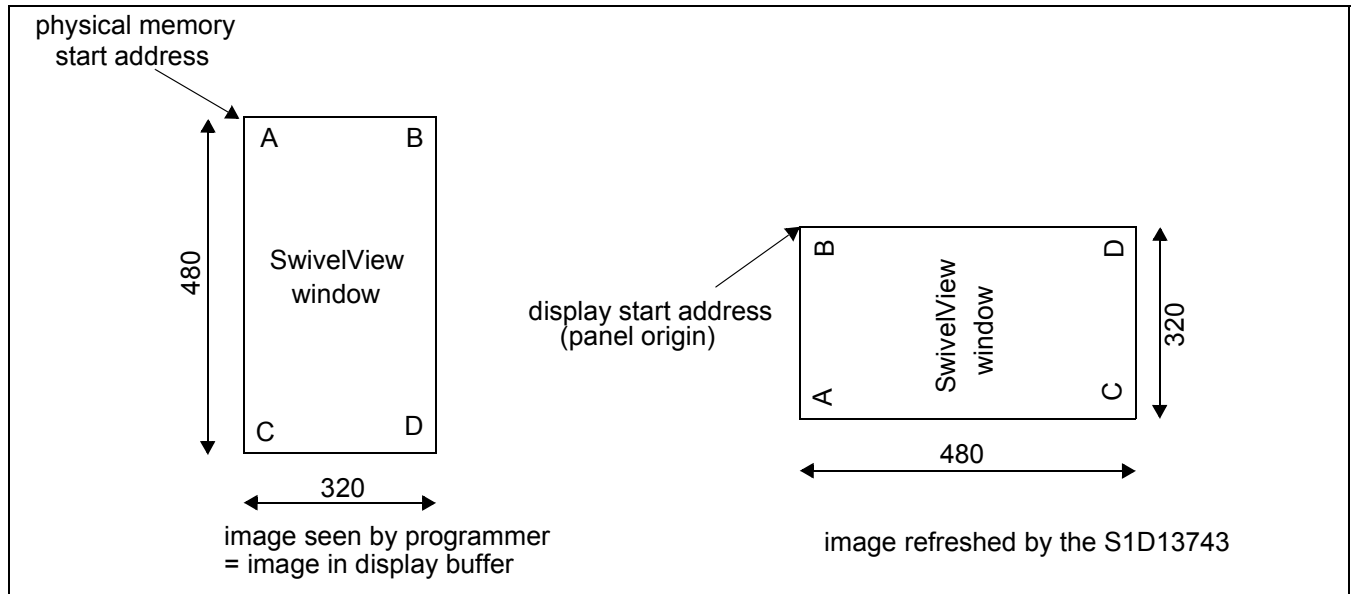 physical memory
start address
A B
480
SwivelView
window
C D
320
image seen by programmer
= image in display buffer
display start address
(panel origin)
B D
SwivelView
window
A C
320
480
image refreshed by the S1D13743